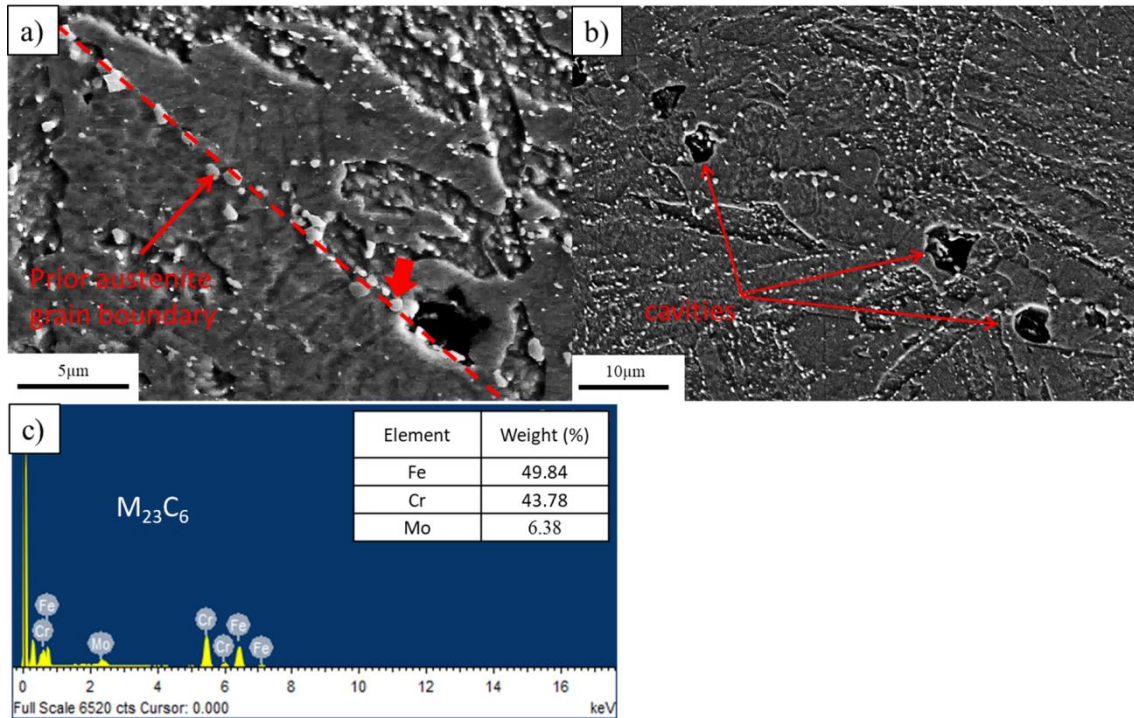 a)
Prior austenite
grain boundary
5μm
b)
cavities
10μm
c)
M₂₃C₆
Element Weight (%)
Fe 49.84
Cr 43.78
Mo 6.38
Fe
Cr
Mo
Cr
Cr
Fe
Fe
0 2 4 6 8 10 12 14 16
Full Scale 6520 cts Cursor: 0.000 keV